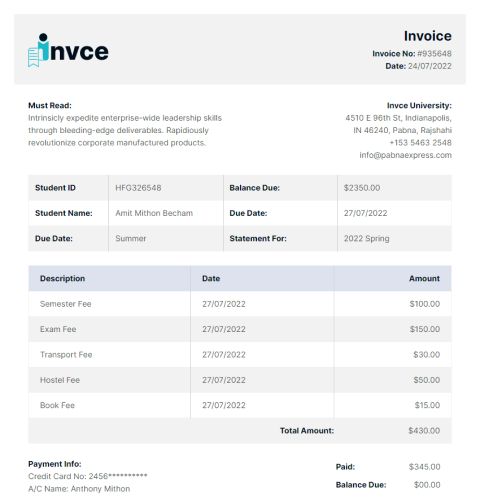 invce
Invoice
Invoice No: #935648
Date: 24/07/2022
Must Read:
Intrinsicly expedite enterprise-wide leadership skills
through bleeding-edge deliverables. Rapidiously
revolutionize corporate manufactured products.
Invce University:
4510 E 96th St, Indianapolis,
IN 46240, Pabna, Rajshahi
+153 5463 2548
info@pabnaexpress.com
Student ID HFG326548 Balance Due: $2350.00
Student Name: Amit Mithon Becham Due Date: 27/07/2022
Due Date: Summer Statement For: 2022 Spring
Description Date Amount
Semester Fee 27/07/2022 $100.00
Exam Fee 27/07/2022 $150.00
Transport Fee 27/07/2022 $30.00
Hostel Fee 27/07/2022 $50.00
Book Fee 27/07/2022 $15.00
Total Amount: $430.00
Payment Info:
Credit Card No: 2456**********
A/C Name: Anthony Mithon
Paid: $345.00
Balance Due: $00.00